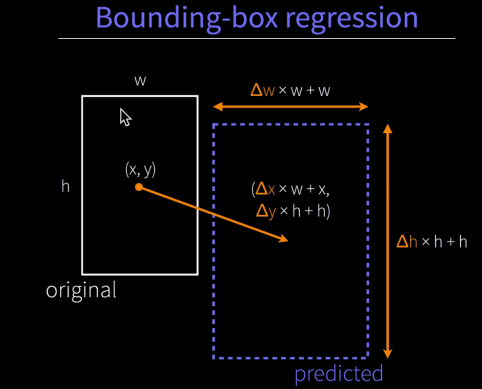 Bounding-box regression
w
Δw × w + w
(x, y)
h
(Δx × w + x,
Δy × h + h)
Δh × h + h
original
predicted